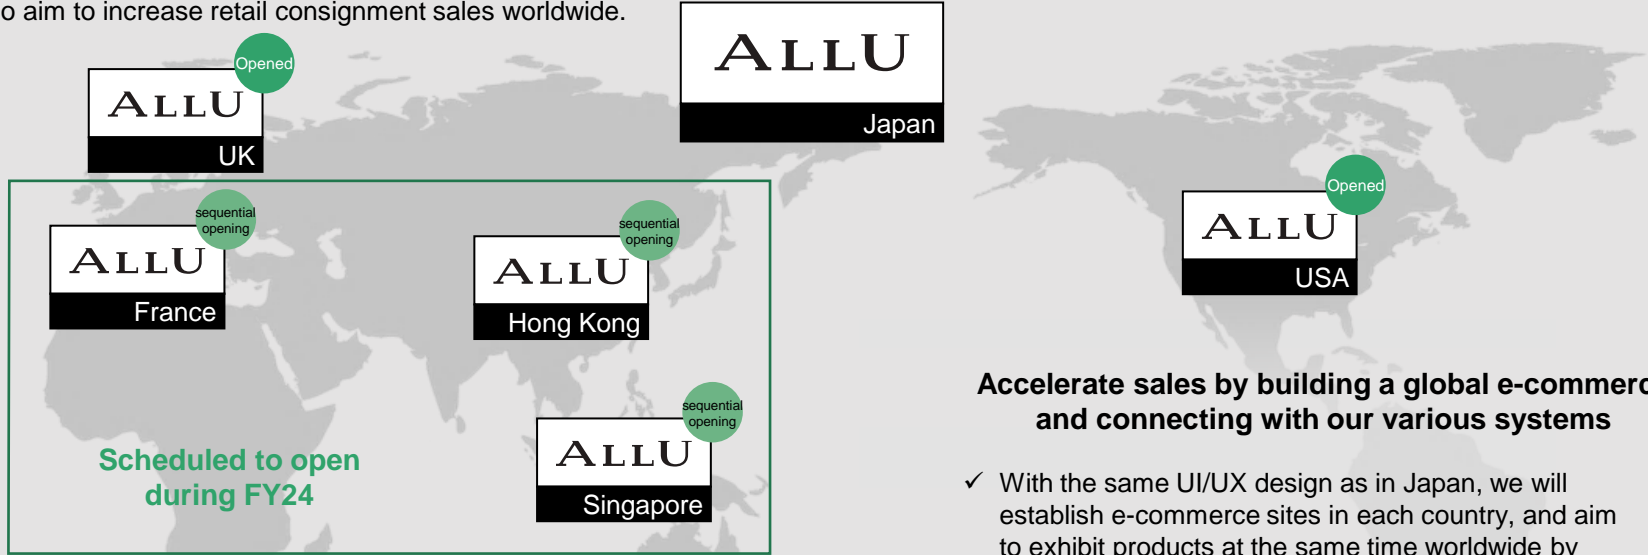 o aim to increase retail consignment sales worldwide.
ALLU
Japan
Opened
ALLU
UK
Opened
ALLU
USA
sequential
opening
ALLU
France
sequential
opening
ALLU
Hong Kong
sequential
opening
ALLU
Singapore
Scheduled to open
during FY24
Accelerate sales by building a global e-commerc
and connecting with our various systems
✓ With the same UI/UX design as in Japan, we will
establish e-commerce sites in each country, and aim
to exhibit products at the same time worldwide by